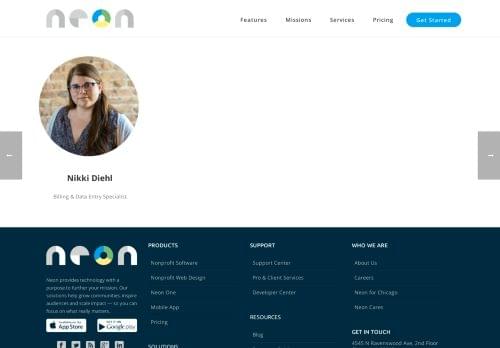 neon
Features
Missions
Services
Pricing
Get Started
←
→
Nikki Diehl
Billing & Data Entry Specialist
neon
Neon provides technology with a
purpose to further your mission. Our
solutions help grow communities, inspire
audiences and scale impact — so you can
focus on what really matters.
App Store
Google play
PRODUCTS
Nonprofit Software
Nonprofit Web Design
Neon One
Mobile App
Pricing
SOLUTIONS
SUPPORT
Support Center
Pro & Client Services
Developer Center
RESOURCES
Blog
WHO WE ARE
About Us
Careers
Neon for Chicago
Neon Cares
GET IN TOUCH
4545 N Ravenswood Ave, 2nd Floor